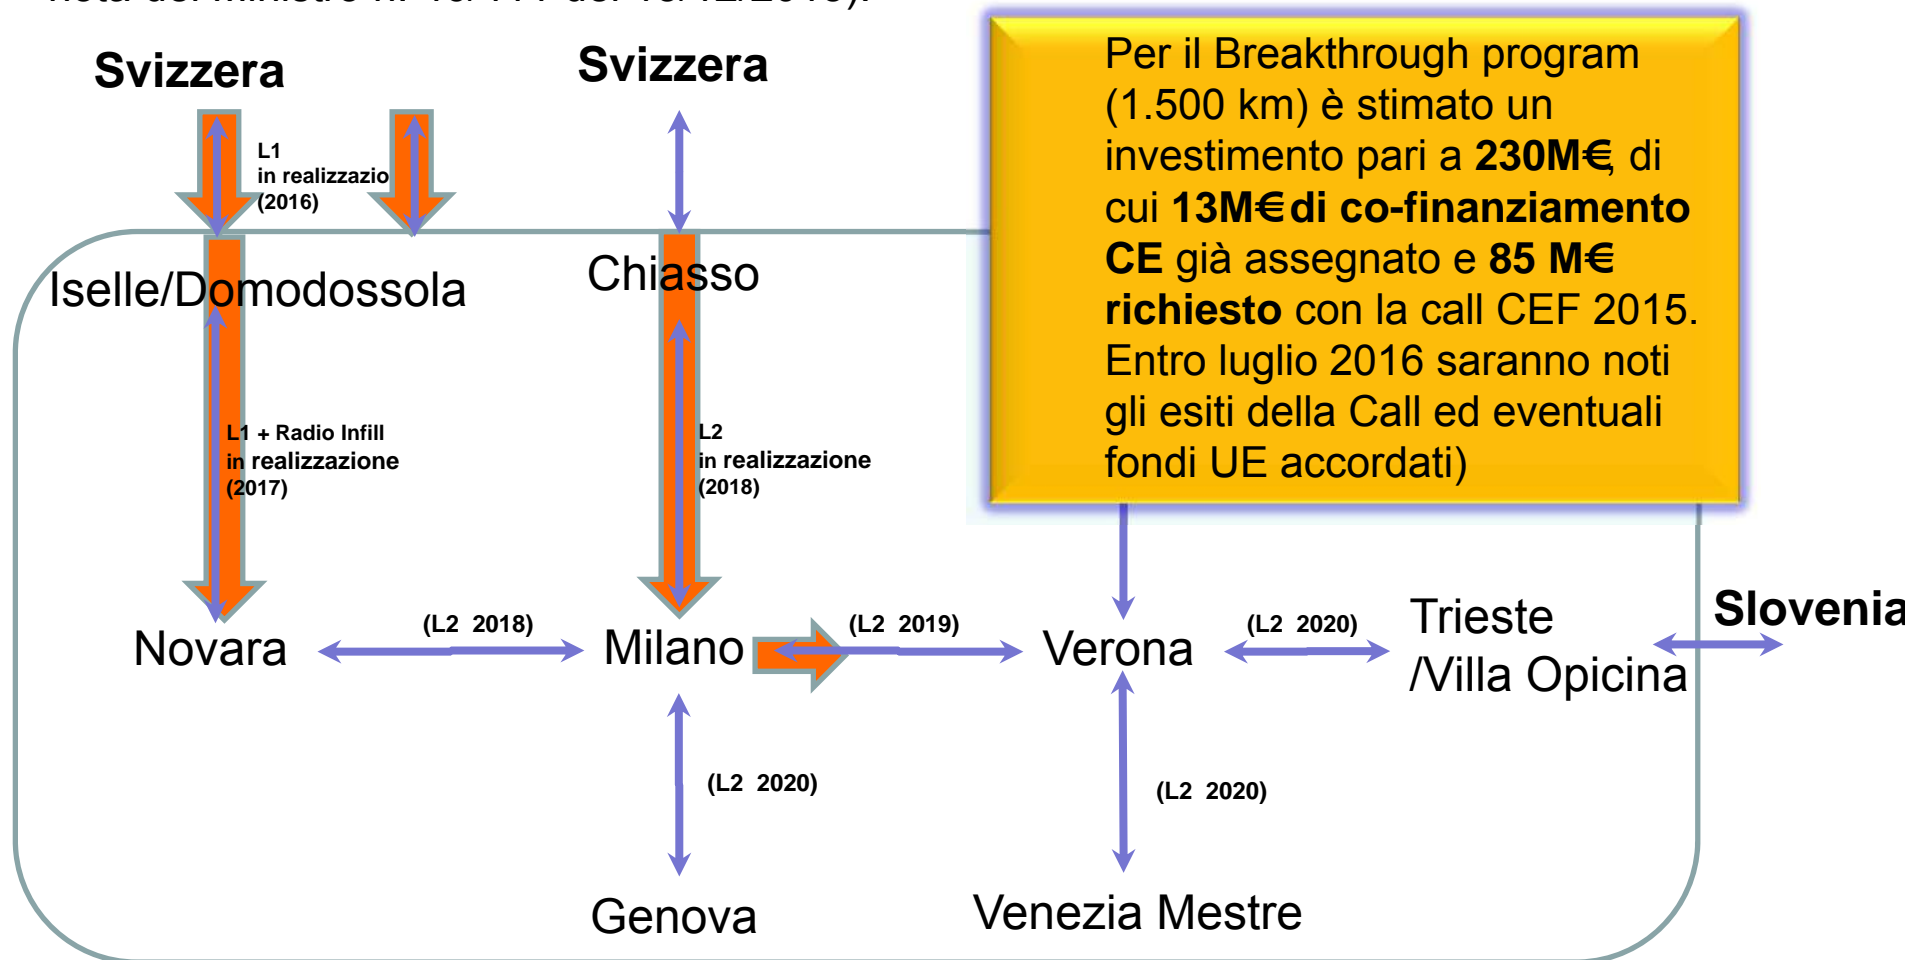 Svizzera
Svizzera
Per il Breakthrough program
(1.500 km) è stimato un
investimento pari a 230M€, di
cui 13M€ di co-finanziamento
CE già assegnato e 85 M€
richiesto con la call CEF 2015.
Entro luglio 2016 saranno noti
gli esiti della Call ed eventuali
fondi UE accordati)
L1
in realizzazio
(2016)
Iselle/Domodossola
Chiasso
L1 + Radio Infill
in realizzazione
(2017)
L2
in realizzazione
(2018)
Novara
(L2 2018)
Milano
(L2 2019)
Verona
(L2 2020)
Trieste
/Villa Opicina
Slovenia
(L2 2020)
(L2 2020)
Genova
Venezia Mestre